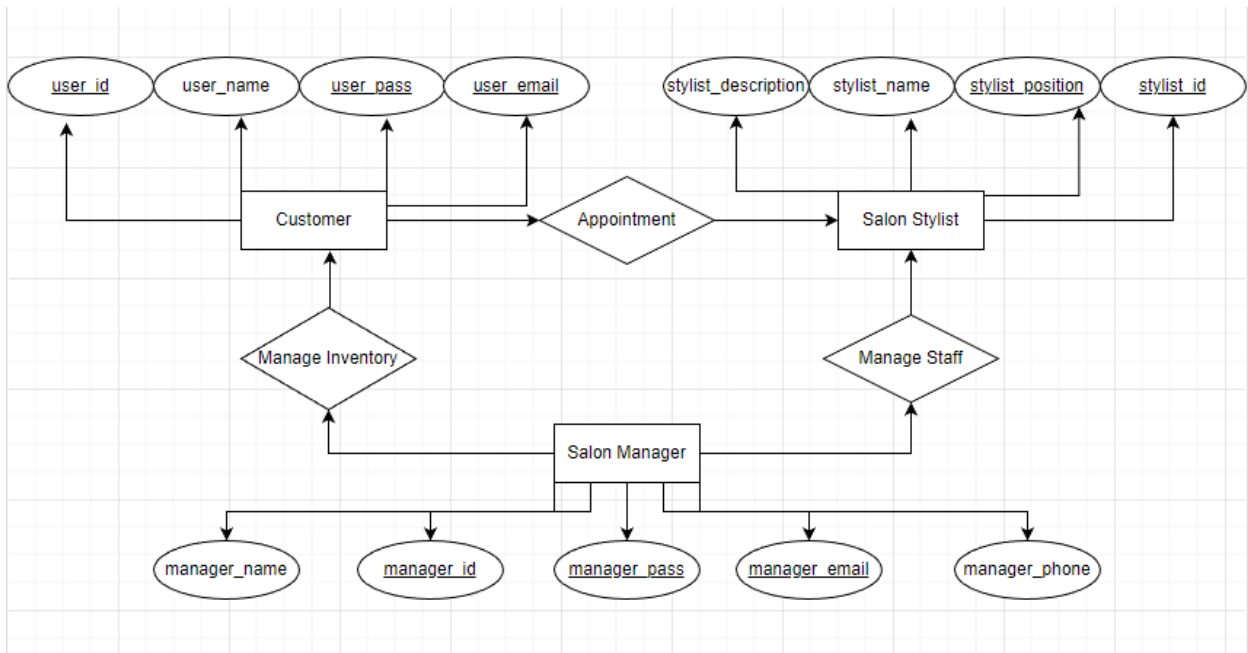 user_id
user_name
user_pass
user_email
stylist_description
stylist_name
stylist_position
stylist_id
Customer
Appointment
Salon Stylist
Manage Inventory
Manage Staff
Salon Manager
manager_name
manager_id
manager_pass
manager_email
manager_phone